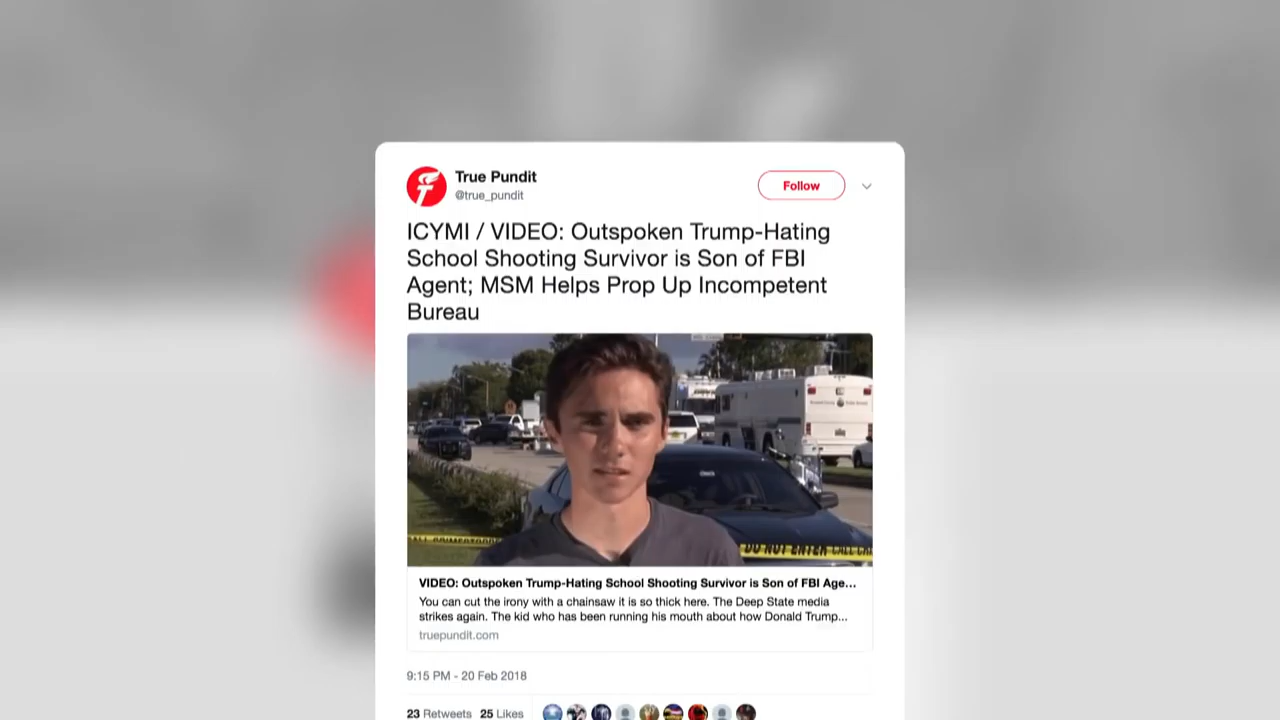 True Pundit
@true_pundit
Follow
ICYMI / VIDEO: Outspoken Trump-Hating
School Shooting Survivor is Son of FBI
Agent; MSM Helps Prop Up Incompetent
Bureau
DO NOT ENTER
VIDEO: Outspoken Trump-Hating School Shooting Survivor is Son of FBI Age...
You can cut the irony with a chainsaw it is so thick here. The Deep State media
strikes again. The kid who has been running his mouth about how Donald Trump...
truepundit.com
9:15 PM - 20 Feb 2018
23 Retweets 25 Likes